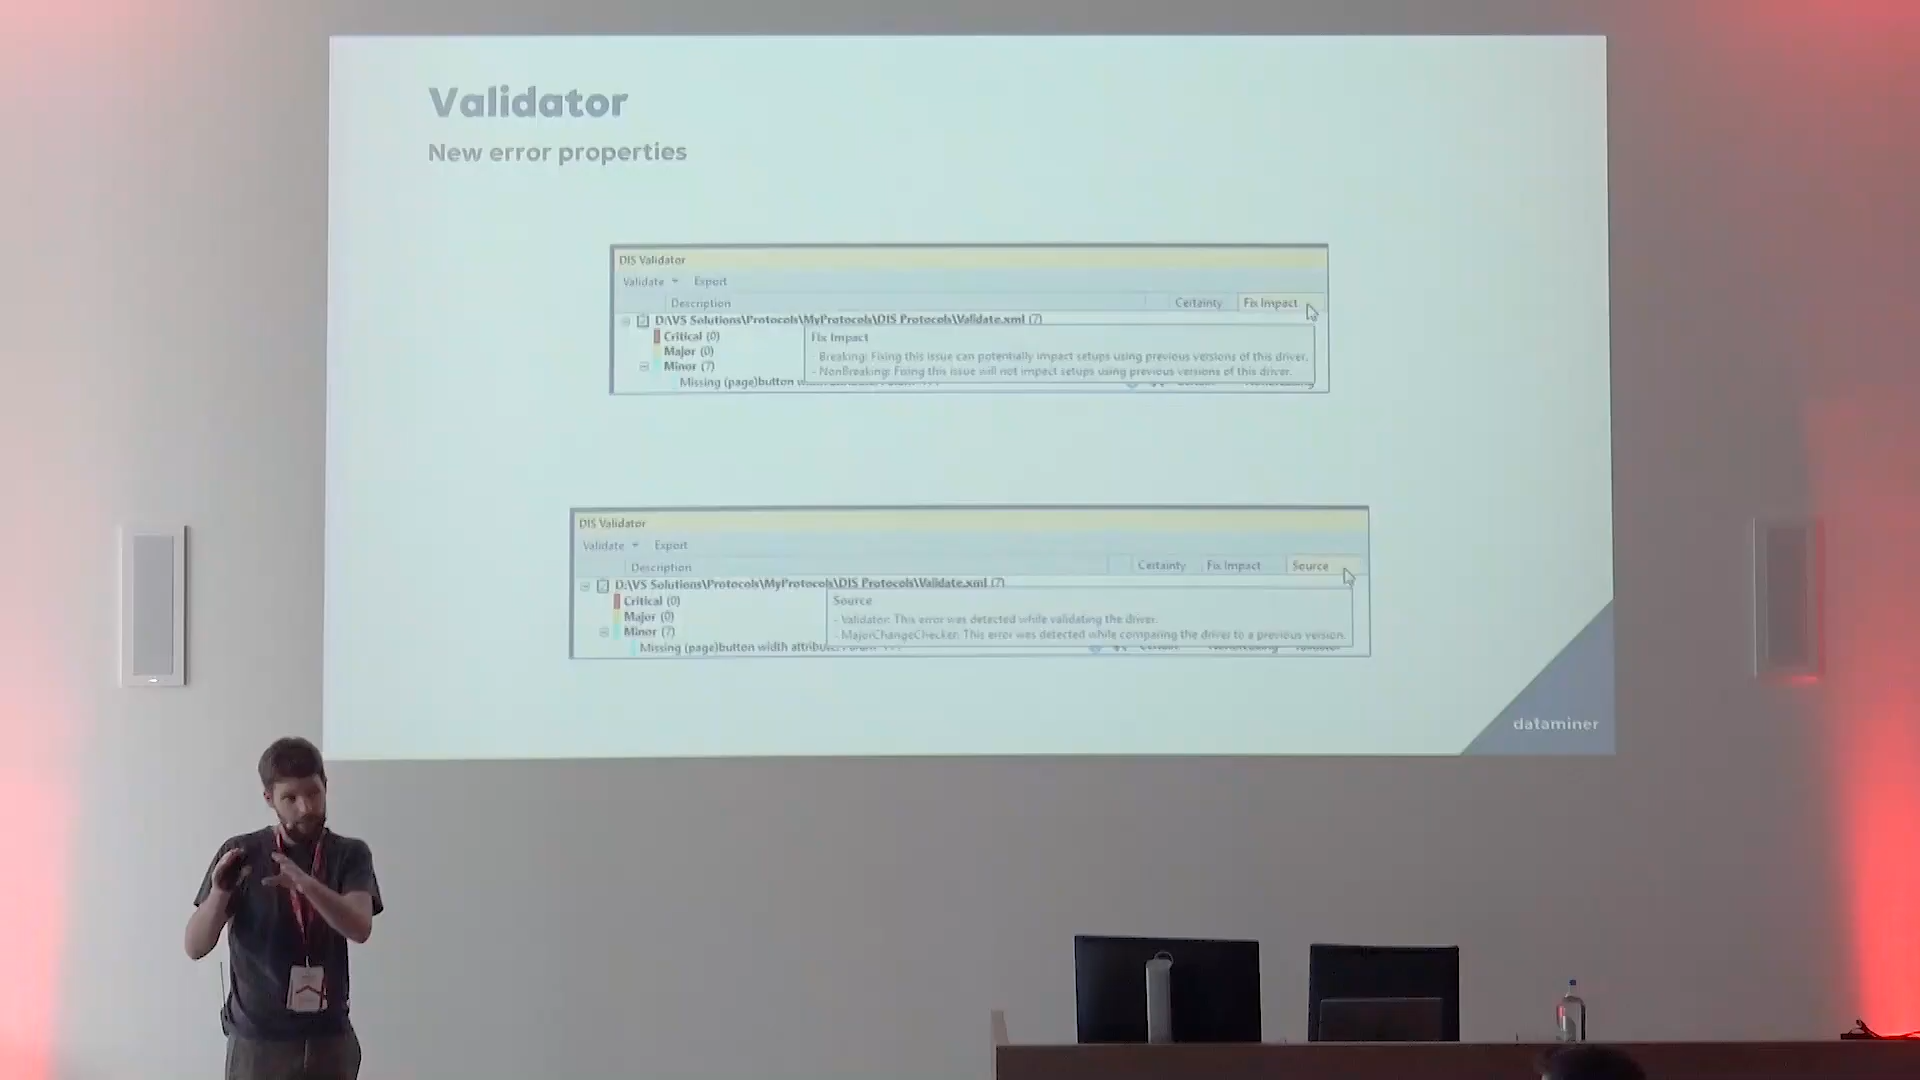 Validator
New error properties
DIS Validator
Validate Export
Description Certainty Fix Impact
D:\VS Solutions\Protocols\MyProtocols\DIS Protocols\Validate.xml (7)
Critical (0)
Fix Impact
Major (0)
- Breaking: Fixing this issue can potentially impact setups using previous versions of this driver.
Minor (7)
- NonBreaking: Fixing this issue will not impact setups using previous versions of this driver.
Missing (page)button
DIS Validator
Validate Export
Description Certainty Fix Impact Source
D:\VS Solutions\Protocols\MyProtocols\DIS Protocols\Validate.xml (7)
Critical (0)
Source
Major (0)
- Validator: This error was detected while validating the driver.
Minor (7)
- MajorChangeChecker: This error was detected while comparing the driver to a previous version.
Missing (page)button width
dataminer